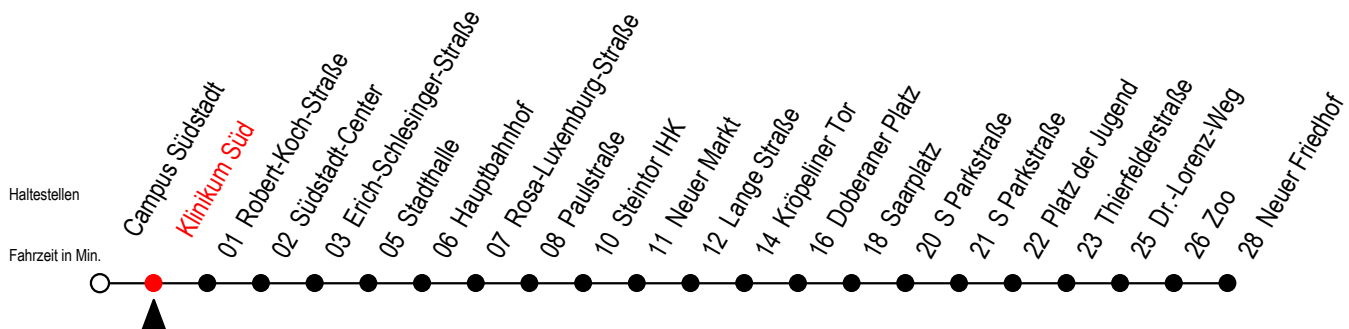 Haltestellen
Fahrzeit in Min.
Campus Südstadt
Klinikum Süd
01 Robert-Koch-Straße
02 Südstadt-Center
03 Erich-Schlesinger-Straße
05 Stadthalle
06 Hauptbahnhof
07 Rosa-Luxemburg-Straße
08 Paulstraße
10 Steintor IHK
11 Neuer Markt
12 Lange Straße
14 Kröpeliner Tor
16 Doberaner Platz
18 Saarplatz
20 S Parkstraße
21 S Parkstraße
22 Platz der Jugend
23 Thierfelderstraße
25 Dr.-Lorenz-Weg
26 Zoo
28 Neuer Friedhof